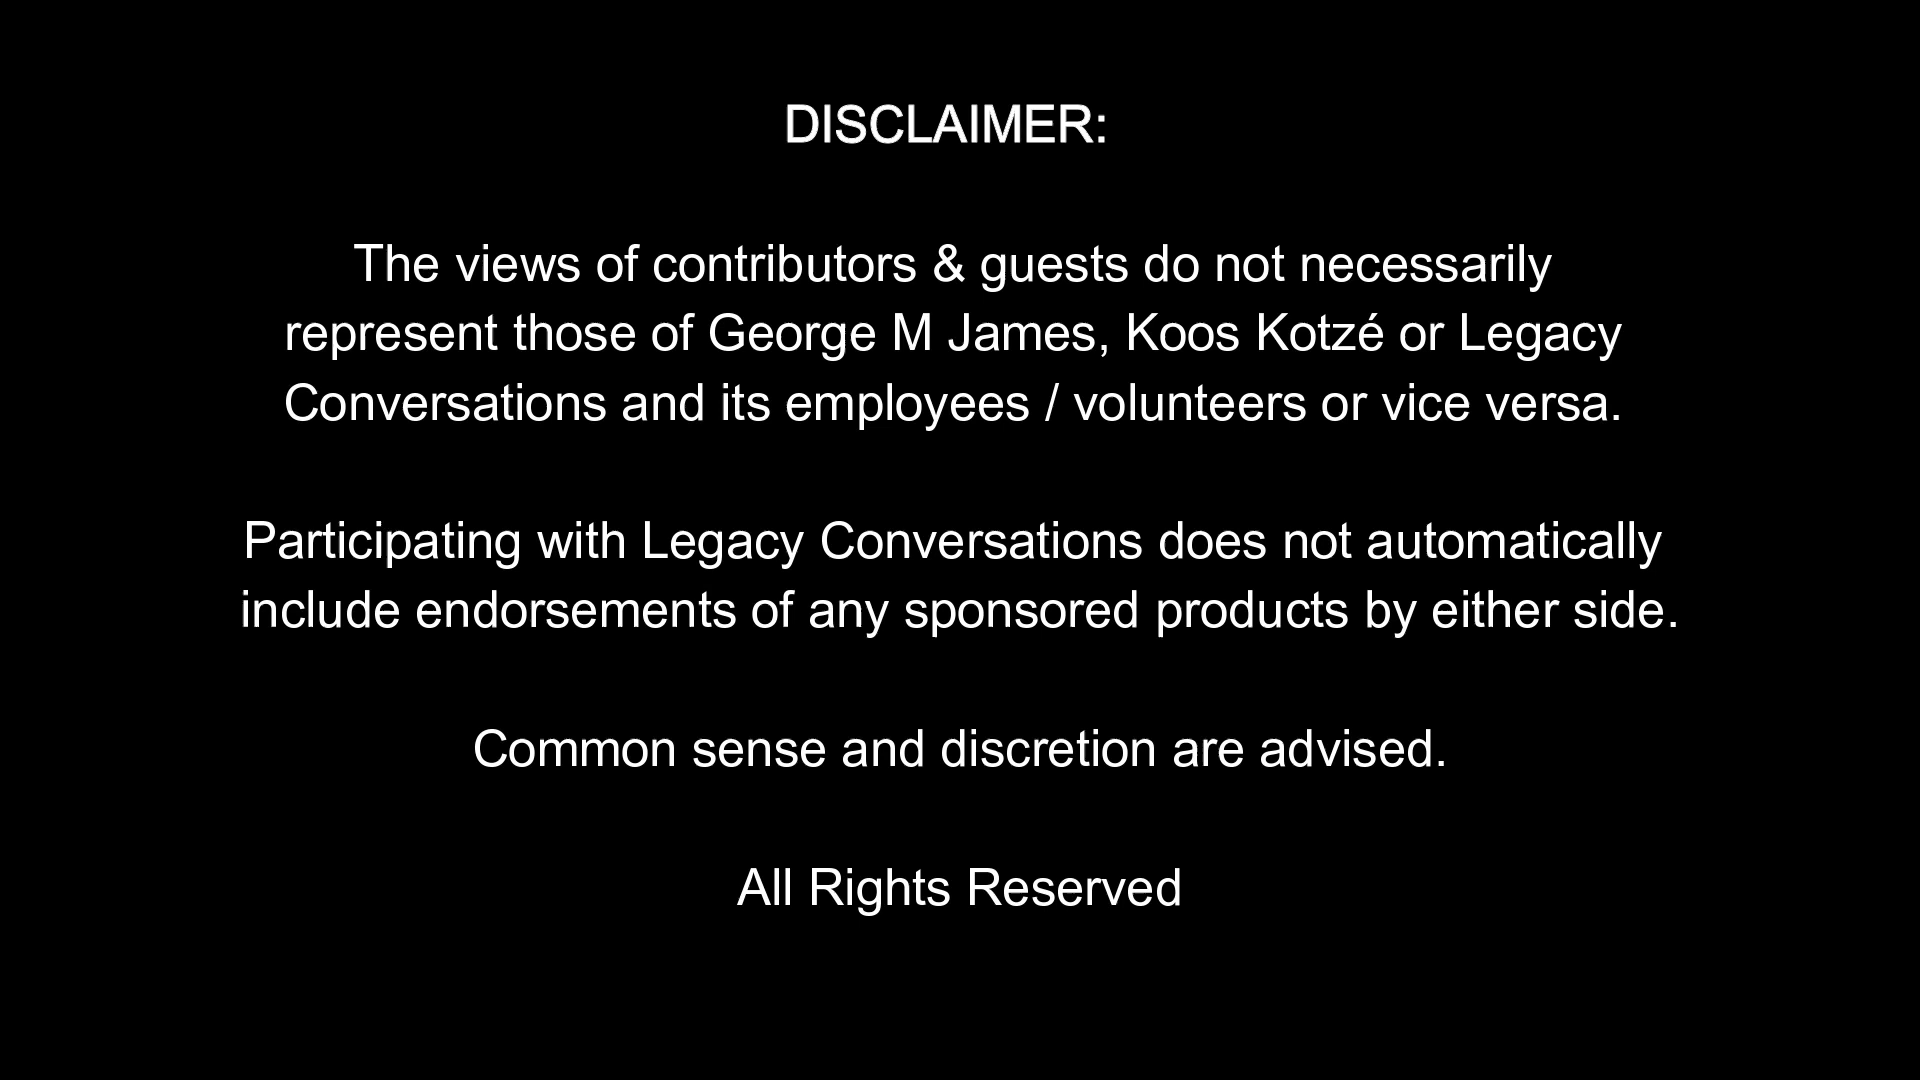 DISCLAIMER:
The views of contributors & guests do not necessarily
represent those of George M James, Koos Kotzé or Legacy
Conversations and its employees / volunteers or vice versa.
Participating with Legacy Conversations does not automatically
include endorsements of any sponsored products by either side.
Common sense and discretion are advised.
All Rights Reserved